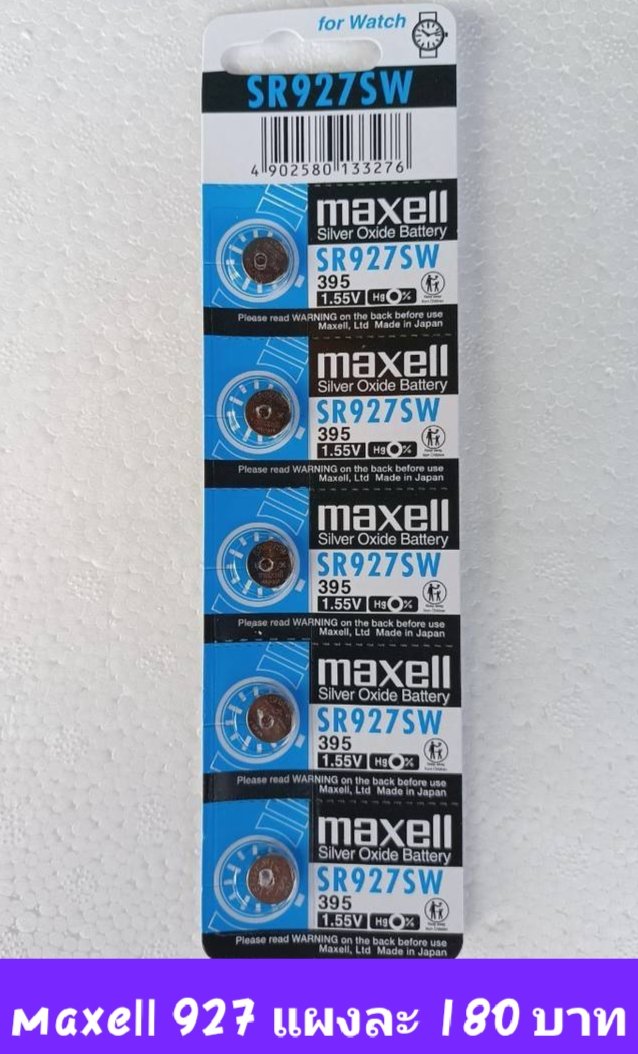 for Watch
SR927SW
4 902580 133276
maxell
Silver Oxide Battery
SR927SW
395
1.55V Hg0%
Please read WARNING on the back before use
Maxell, Ltd Made in Japan
maxell
Silver Oxide Battery
SR927SW
395
1.55V Hg0%
Please read WARNING on the back before use
Maxell, Ltd Made in Japan
maxell
Silver Oxide Battery
SR927SW
395
1.55V Hg0%
Please read WARNING on the back before use
Maxell, Ltd Made in Japan
maxell
Silver Oxide Battery
SR927SW
395
1.55V Hg0%
Please read WARNING on the back before use
Maxell, Ltd Made in Japan
maxell
Silver Oxide Battery
SR927SW
395
1.55V Hg0%
Please read WARNING on the back before use
Maxell, Ltd Made in Japan
Maxell 927 แผงละ 180 บาท